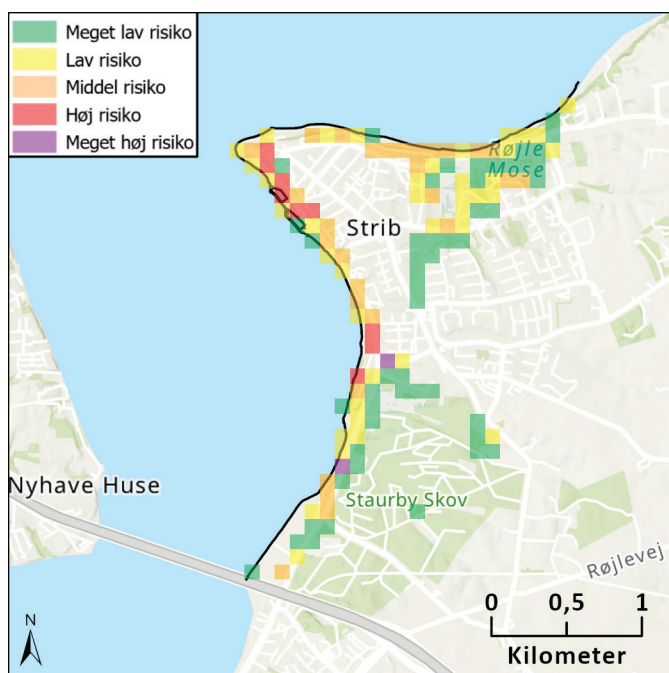 Meget lav risiko
Lav risiko
Middel risiko
Høj risiko
Meget høj risiko
Røjle
Mose
Strib
Nyhave Huse
Staurby Skov
Røjlevej
N
0 0,5 1
Kilometer